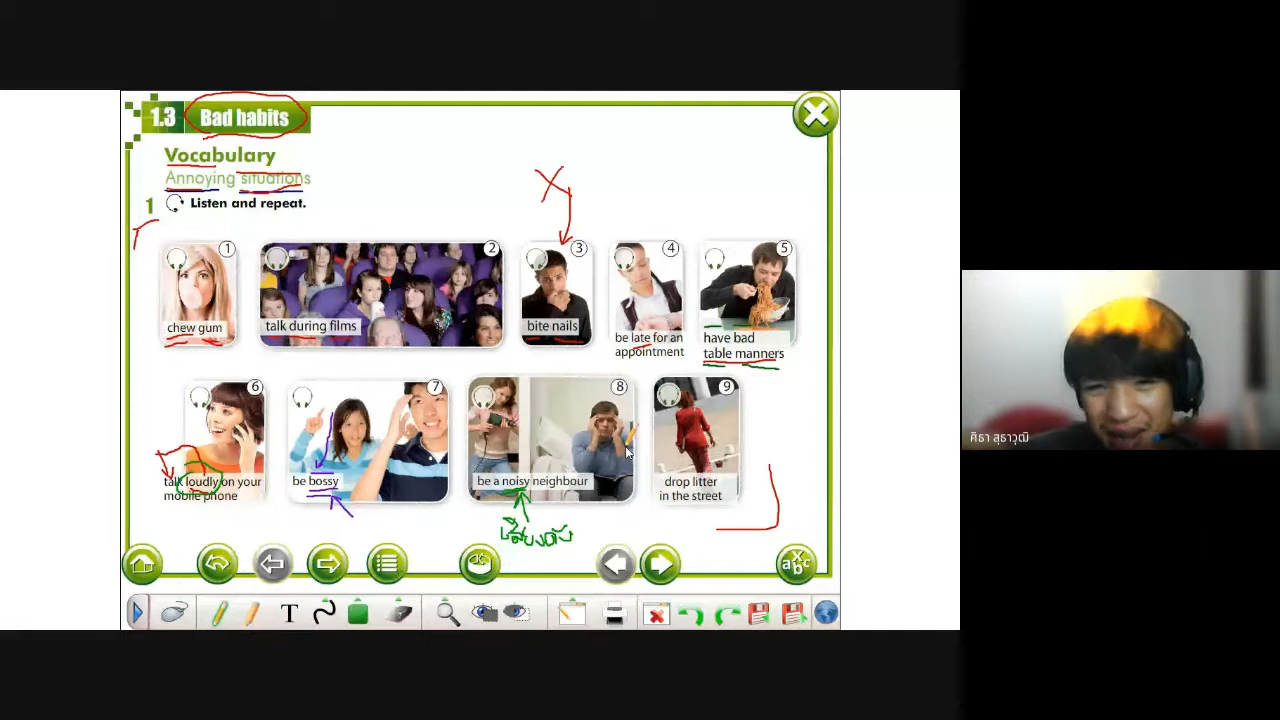 1.3 Bad habits
Vocabulary
Annoying situations
1 Listen and repeat.
1
2
3
4
5
chew gum
talk during films
bite nails
be late for an
appointment
have bad
table manners
6
7
8
9
talk loudly on your
mobile phone
be bossy
be a noisy neighbour
drop litter
in the street
เสียงดัง
ศิธา สุธาวุฒิ
T
a x b c